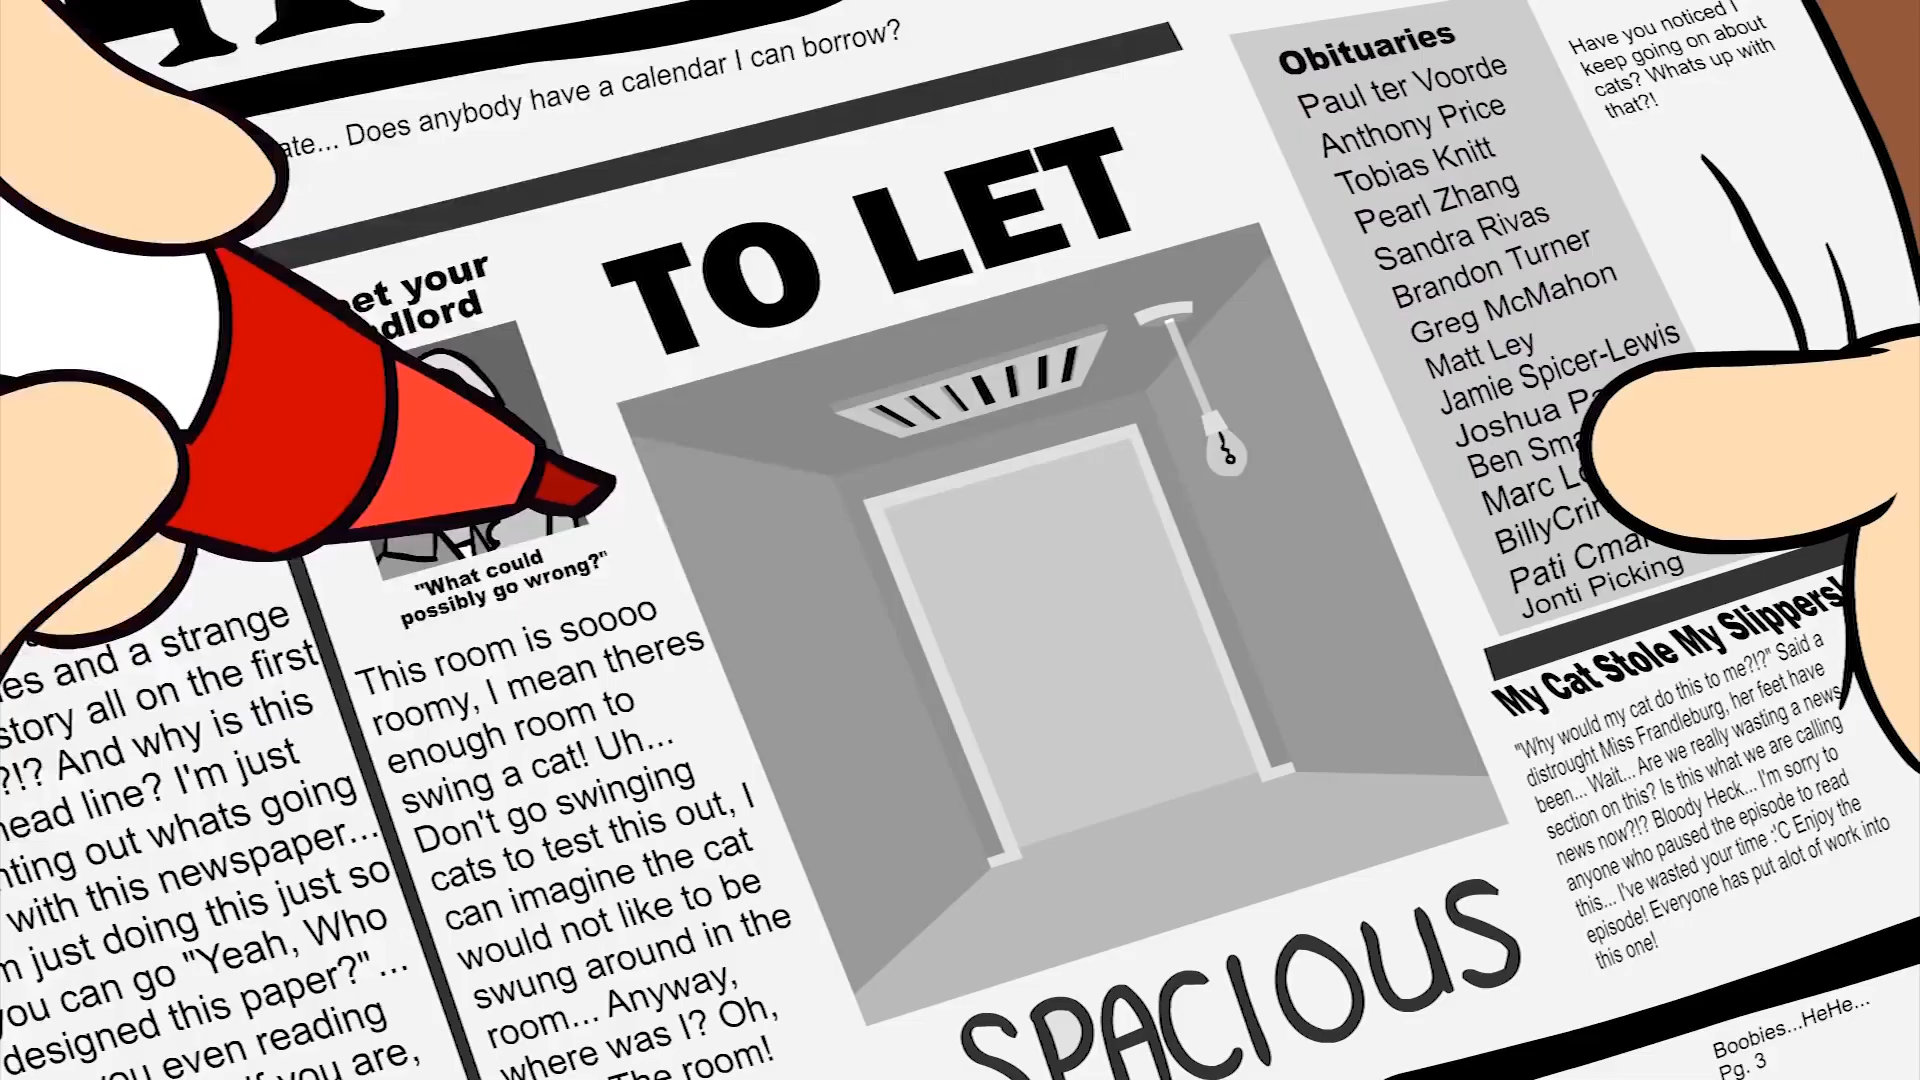 Does anybody have a calendar I can borrow?
TO LET
your
"What could
possibly go wrong?"
and a strange
story all on the first
And why is this
line? I'm just
out whats going
with this newspaper...
just doing this just so
you can go "Yeah, Who
designed this paper?" ...
you even reading
you are,
This room is soooo
roomy, I mean theres
enough room to
swing a cat! Uh...
Don't go swinging
cats to test this out, I
can imagine the cat
would not like to be
swung around in the
room... Anyway,
where was I? Oh,
The room!
SPACIOUS
Obituaries
Paul ter Voorde
Anthony Price
Tobias Knitt
Pearl Zhang
Sandra Rivas
Brandon Turner
Greg McMahon
Matt Ley
Jamie Spicer-Lewis
Joshua
Ben
Marc
Pati
Jonti Picking
Have you noticed I
keep going on about
cats? Whats up with
that?!
My Cat Stole My Slippers!
"Why would my cat do this to me?!?" Said a
distrought Miss Frandleburg, her feet have
been... Wait... Are we really wasting a news
section on this? Is this what we are calling
news now?!? Bloody Heck... I'm sorry to
anyone who paused the episode to read
this... I've wasted your time :'C Enjoy the
episode! Everyone has put alot of work into
this one!
Boobies...HeHe...
Pg. 3